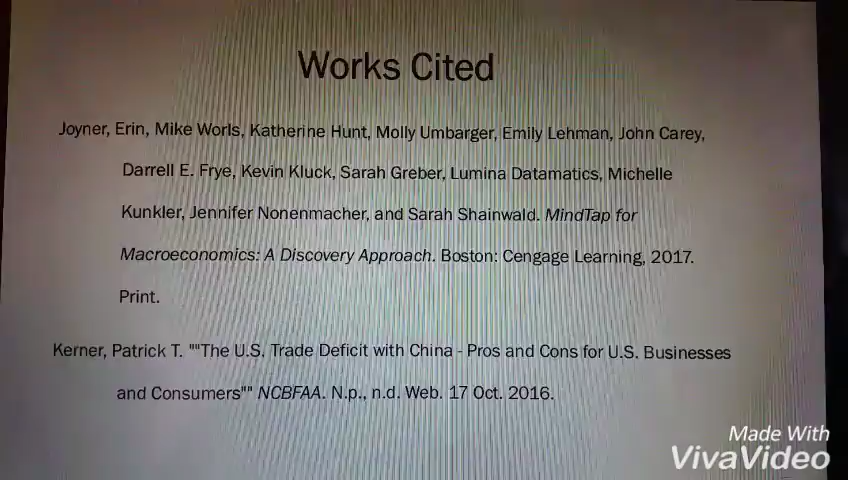 Works Cited
Joyner, Erin, Mike Worls, Katherine Hunt, Molly Umbarger, Emily Lehman, John Carey,
Darrell E. Frye, Kevin Kluck, Sarah Greber, Lumina Datamatics, Michelle
Kunkler, Jennifer Nonenmacher, and Sarah Shainwald. MindTap for
Macroeconomics: A Discovery Approach. Boston: Cengage Learning, 2017.
Print.
Kerner, Patrick T. ""The U.S. Trade Deficit with China - Pros and Cons for U.S. Businesses
and Consumers"" NCBFAA. N.p., n.d. Web. 17 Oct. 2016.
Made With
VivaVideo